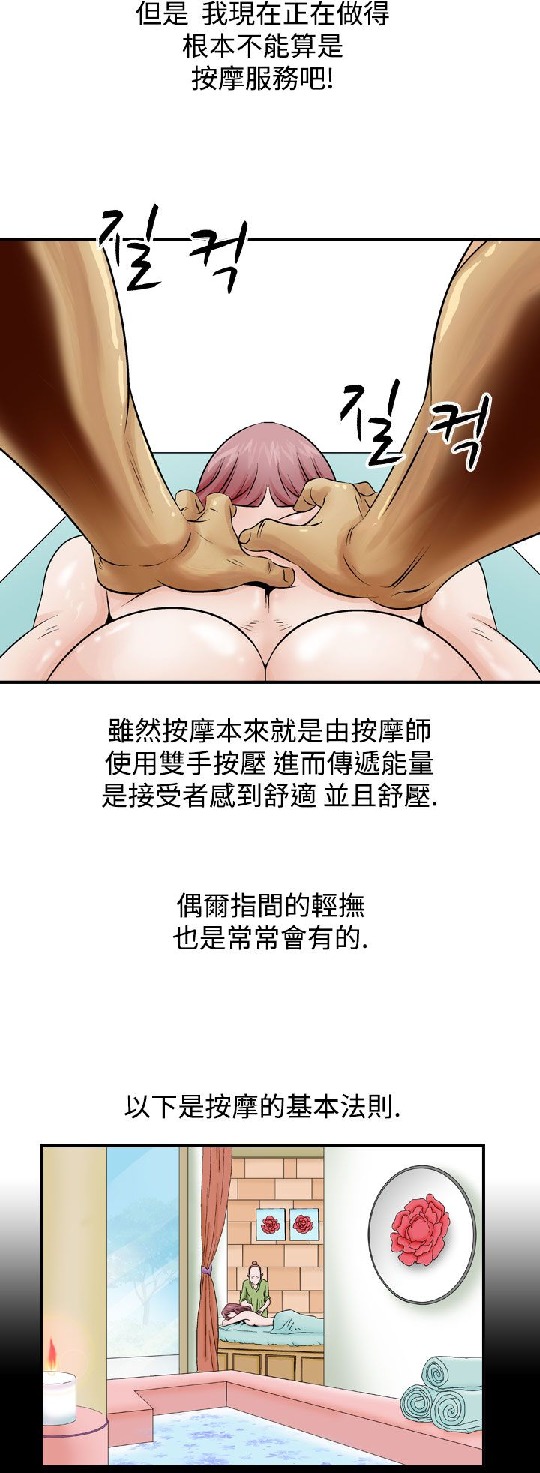 但是 我現在正在做得
根本不能算是
按摩服務吧!
질 컥
질 컥
雖然按摩本來就是由按摩師
使用雙手按壓 進而傳遞能量
是接受者感到舒適 並且舒壓.
偶爾指間的輕撫
也是常常會有的.
以下是按摩的基本法則.